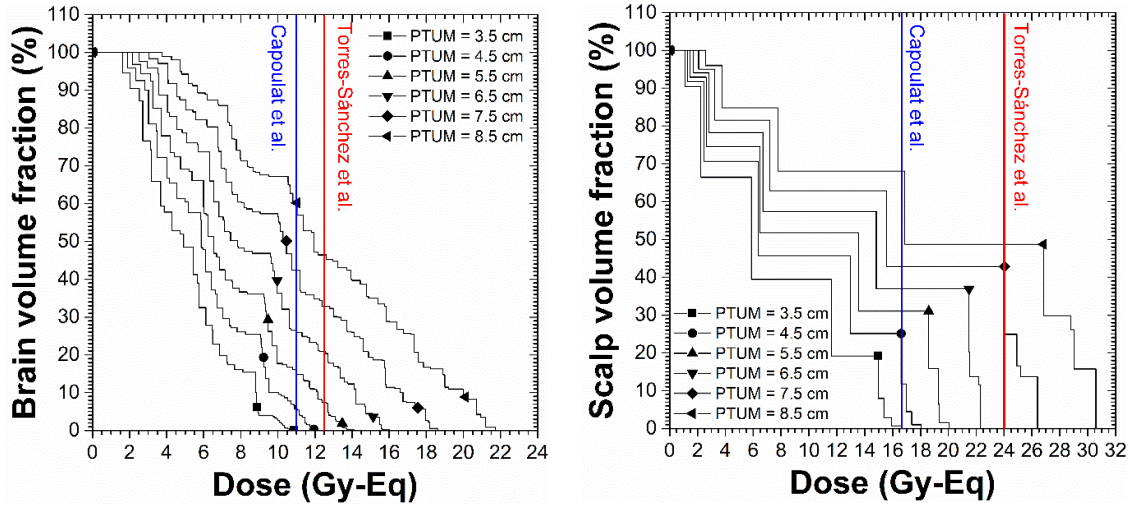 Brain volume fraction (%)
100
90
80
70
60
50
40
30
20
10
0
0 2 4 6 8 10 12 14 16 18 20 22 24
Dose (Gy-Eq)
Capoulat et al.
Torres-Sánchez et al.
PTUM = 3.5 cm
PTUM = 4.5 cm
PTUM = 5.5 cm
PTUM = 6.5 cm
PTUM = 7.5 cm
PTUM = 8.5 cm
Scalp volume fraction (%)
100
90
80
70
60
50
40
30
20
10
0
0 2 4 6 8 10 12 14 16 18 20 22 24 26 28 30 32
Dose (Gy-Eq)
Capoulat et al.
Torres-Sánchez et al.
PTUM = 3.5 cm
PTUM = 4.5 cm
PTUM = 5.5 cm
PTUM = 6.5 cm
PTUM = 7.5 cm
PTUM = 8.5 cm